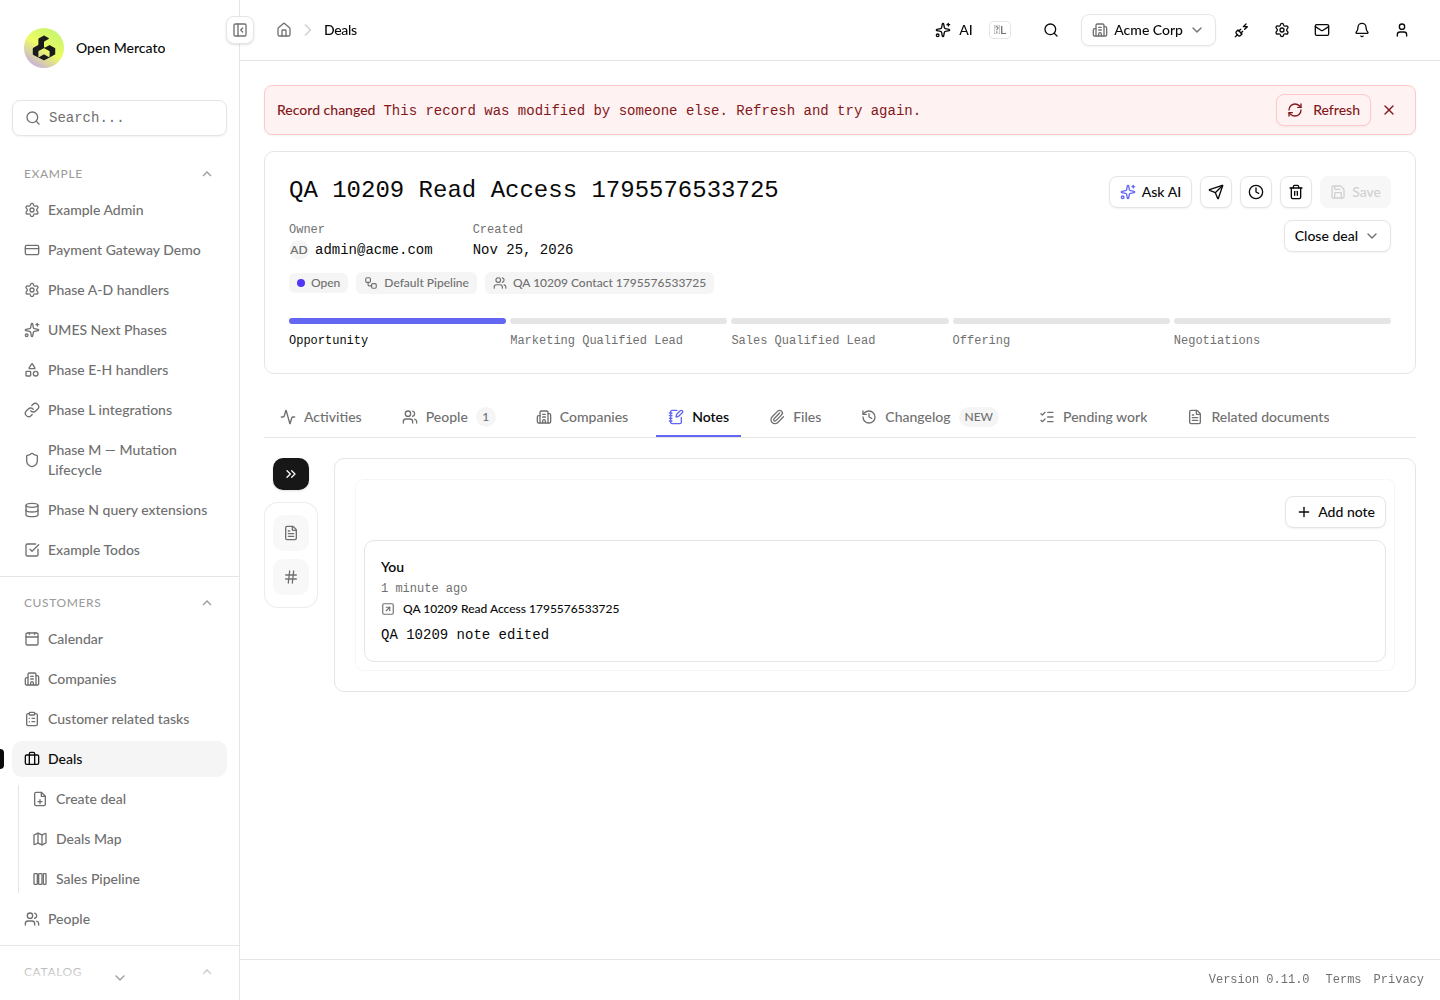 Open Mercato
Deals
AI
L
Acme Corp
Search...
Record changed This record was modified by someone else. Refresh and try again.
Refresh
EXAMPLE
Example Admin
Payment Gateway Demo
Phase A-D handlers
UMES Next Phases
Phase E-H handlers
Phase L integrations
Phase M — Mutation
Lifecycle
Phase N query extensions
Example Todos
CUSTOMERS
Calendar
Companies
Customer related tasks
Deals
Create deal
Deals Map
Sales Pipeline
People
CATALOG
QA 10209 Read Access 1795576533725
Ask AI
Save
Owner
Created
AD admin@acme.com
Nov 25, 2026
Close deal
Open
Default Pipeline
QA 10209 Contact 1795576533725
Opportunity
Marketing Qualified Lead
Sales Qualified Lead
Offering
Negotiations
Activities
People 1
Companies
Notes
Files
Changelog NEW
Pending work
Related documents
Add note
You
1 minute ago
QA 10209 Read Access 1795576533725
QA 10209 note edited
Version 0.11.0
Terms
Privacy